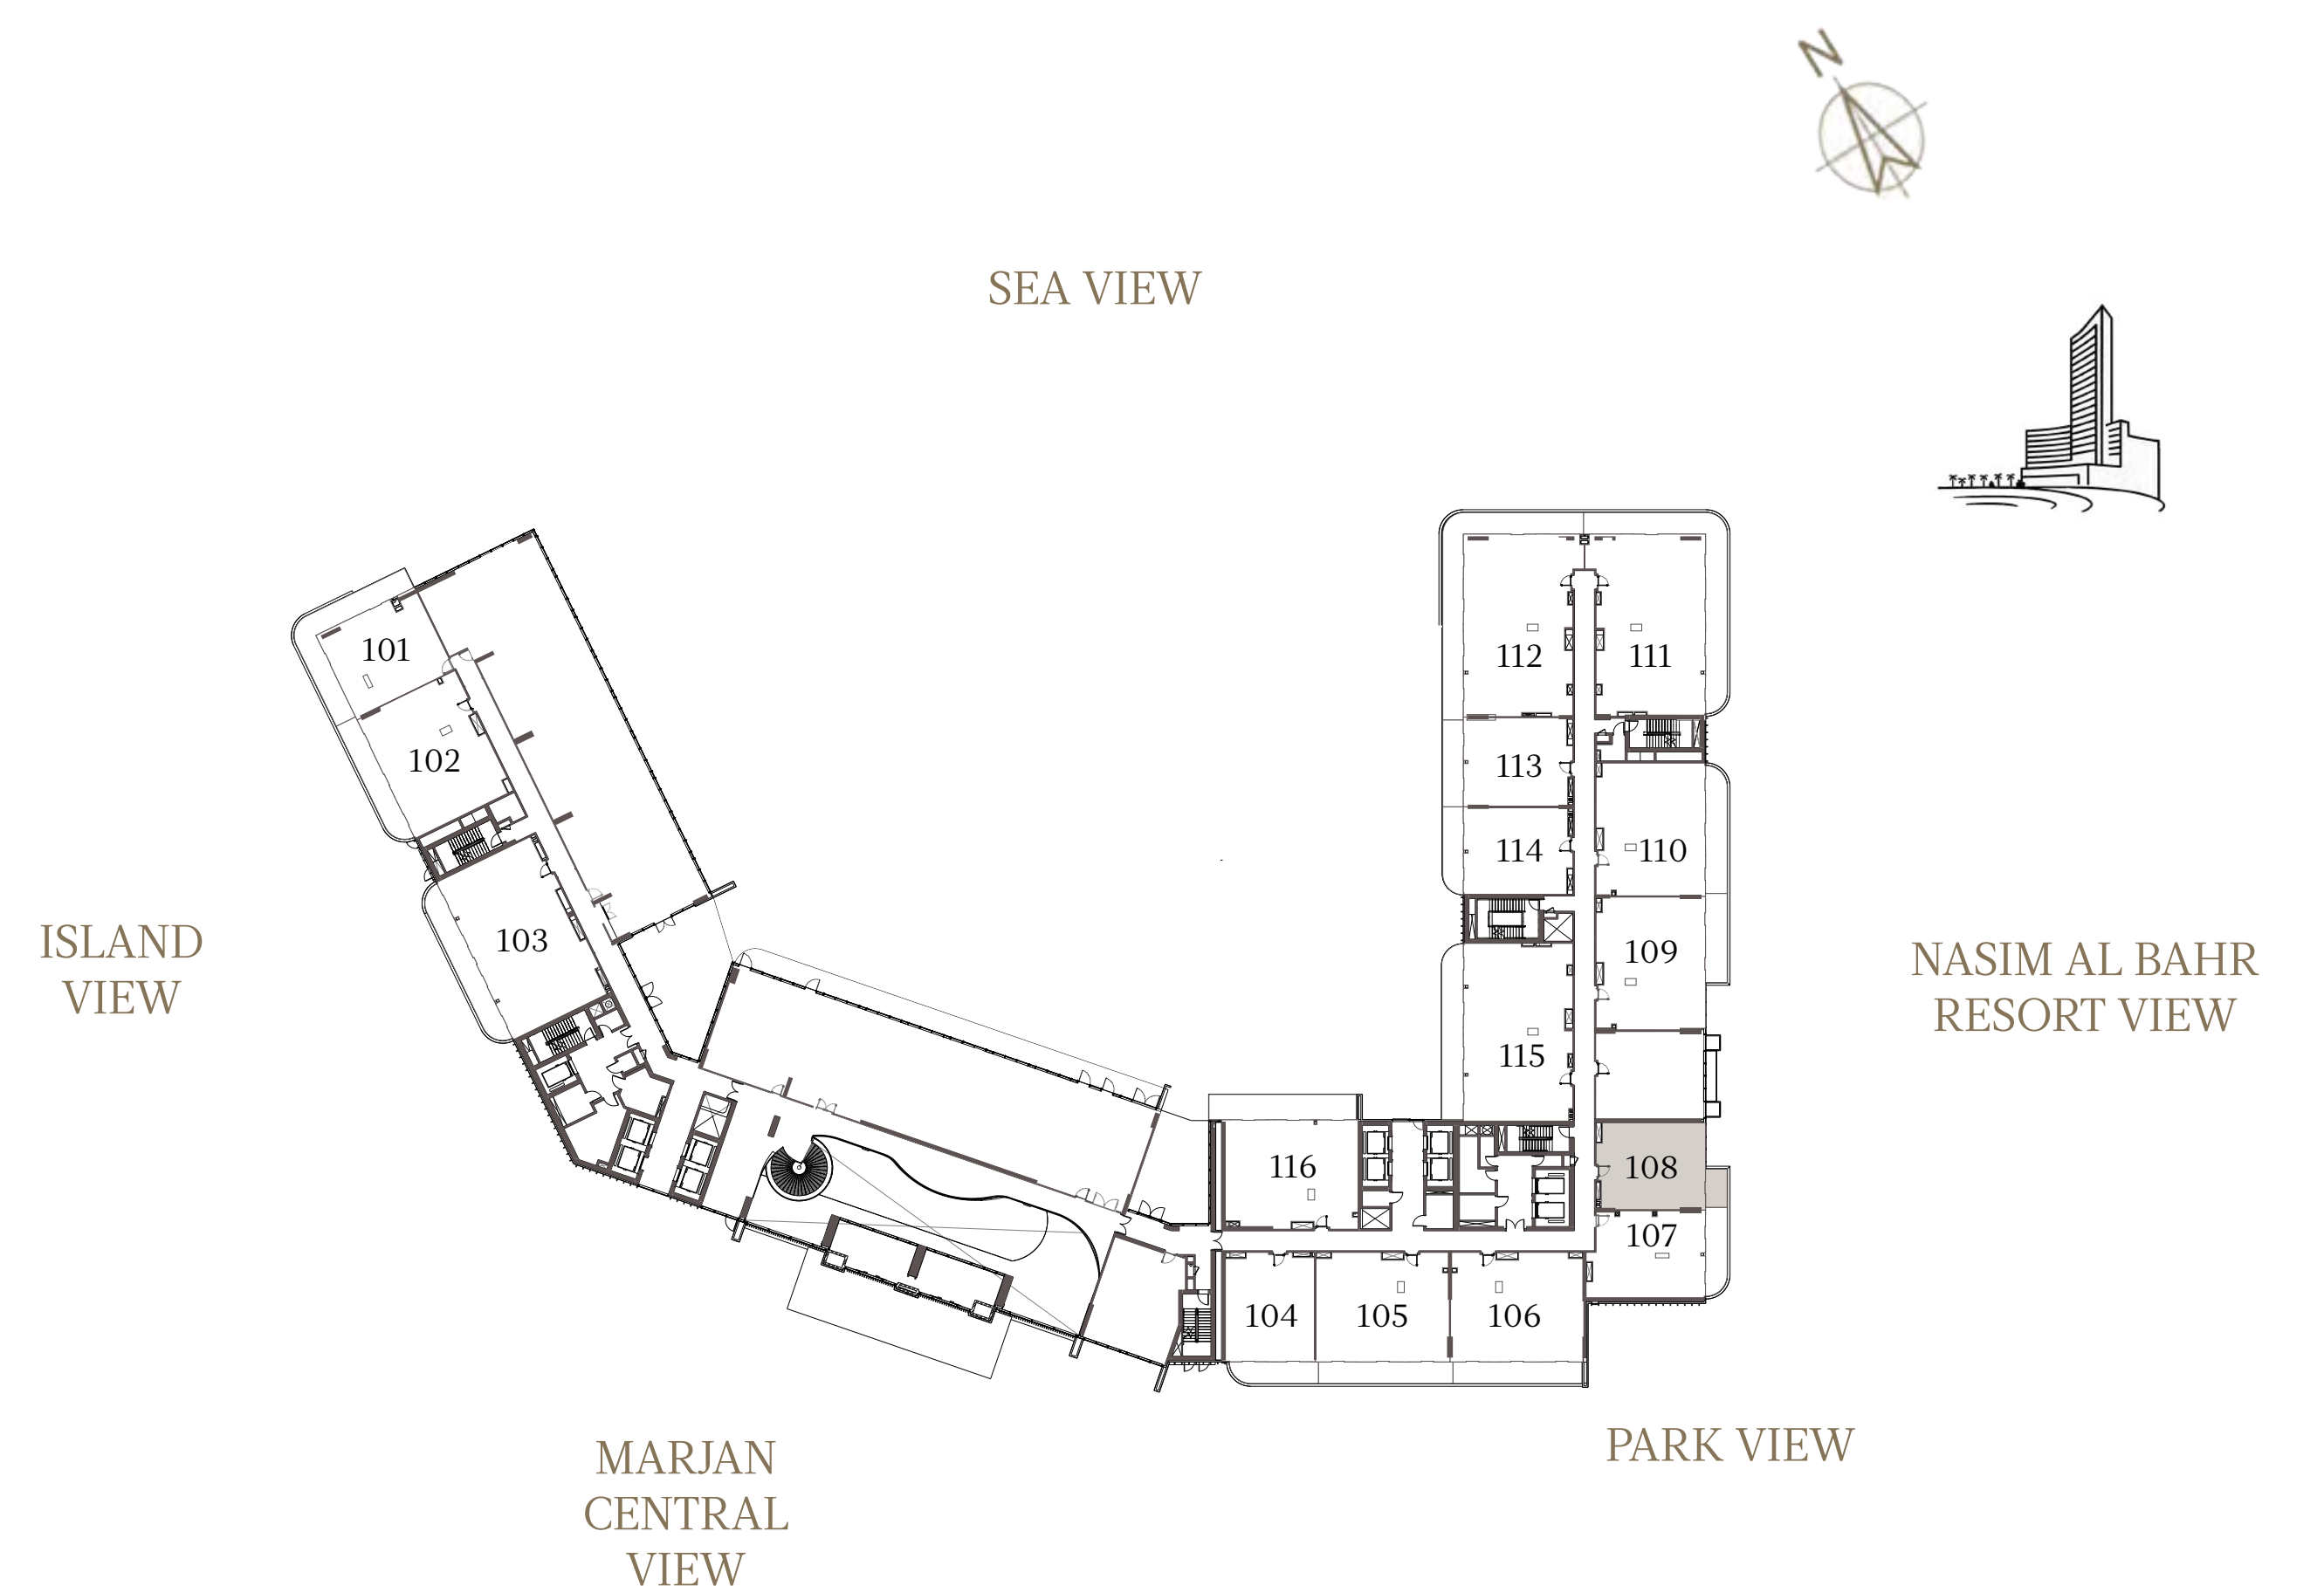 N
SEA VIEW
101
102
103
112
111
113
114
110
109
115
116
108
107
104
105
106
ISLAND
VIEW
NASIM AL BAHR
RESORT VIEW
PARK VIEW
MARJAN
CENTRAL
VIEW